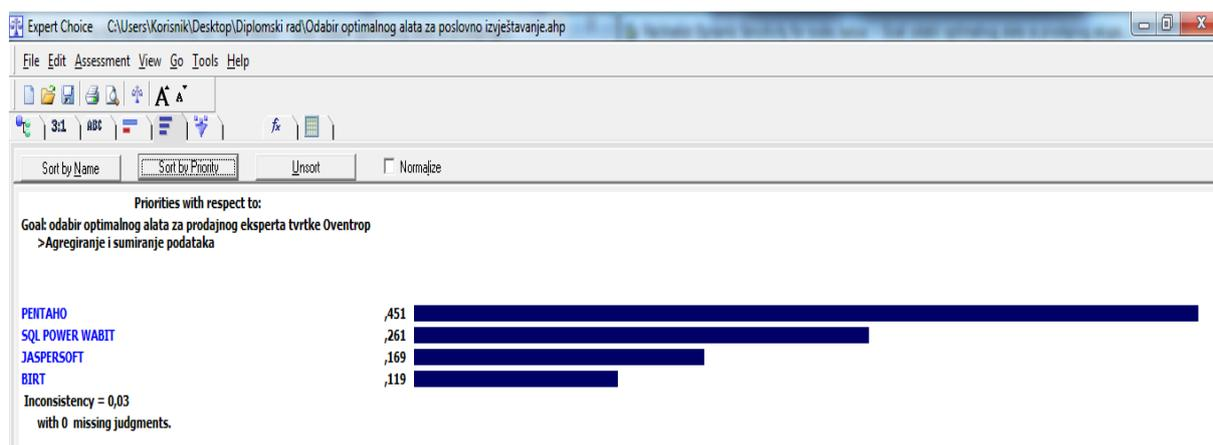 Expert Choice C:\Users\Korisnik\Desktop\Diplomski rad\Odabir optimalnog alata za poslovno izvještavanje.ahp
File Edit Assessment View Go Tools Help
A A
3:1 ABC fx
Sort by Name Sort by Priority Unsort Normalize
Priorities with respect to:
Goal: odabir optimalnog alata za prodajnog eksperta tvrtke Oventrop
>Agregiranje i sumiranje podataka
PENTAHO ,451
SQL POWER WABIT ,261
JASPERSOFT ,169
BIRT ,119
Inconsistency = 0,03
with 0 missing judgments.